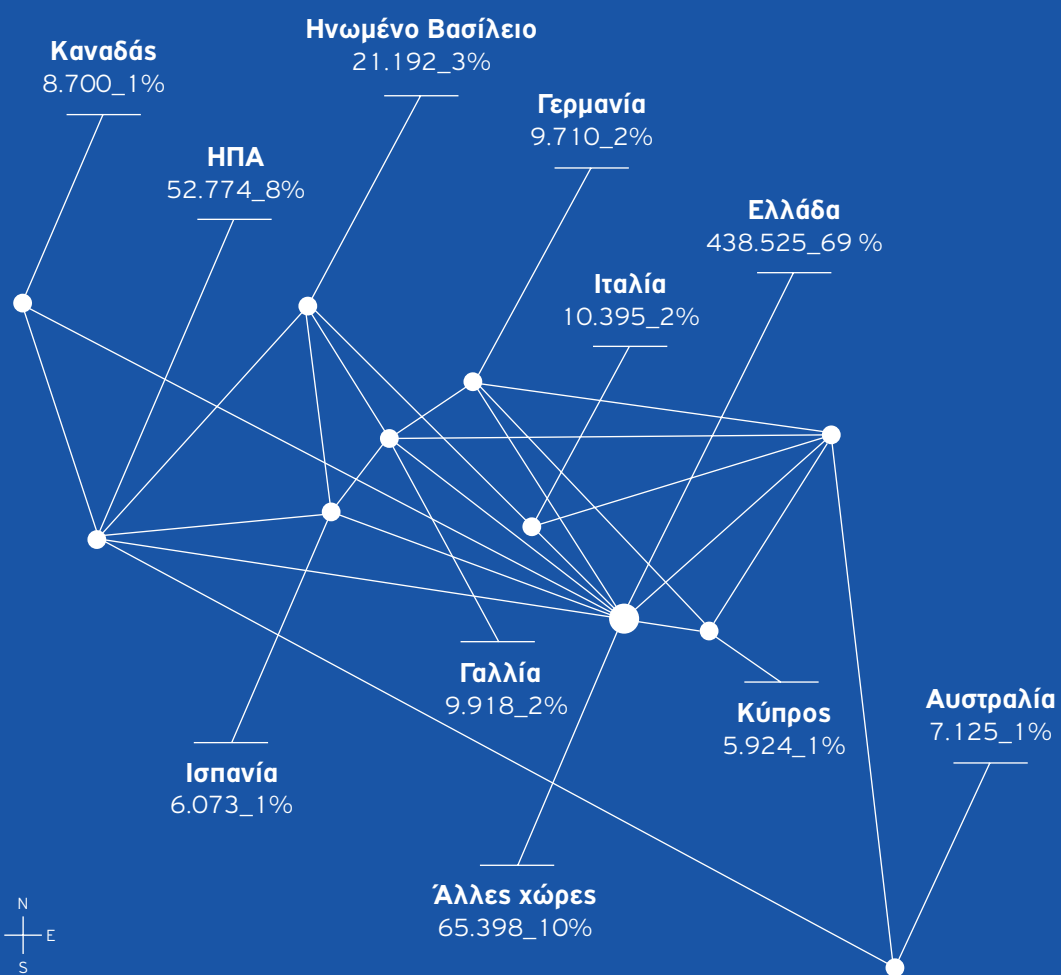 Ηνωμένο Βασίλειο
21.192_3%
Καναδάς
8.700_1%
Γερμανία
9.710_2%
ΗΠΑ
52.774_8%
Ελλάδα
438.525_69 %
Ιταλία
10.395_2%
Γαλλία
9.918_2%
Κύπρος
5.924_1%
Αυστραλία
7.125_1%
Ισπανία
6.073_1%
Άλλες χώρες
65.398_10%
N
E
S